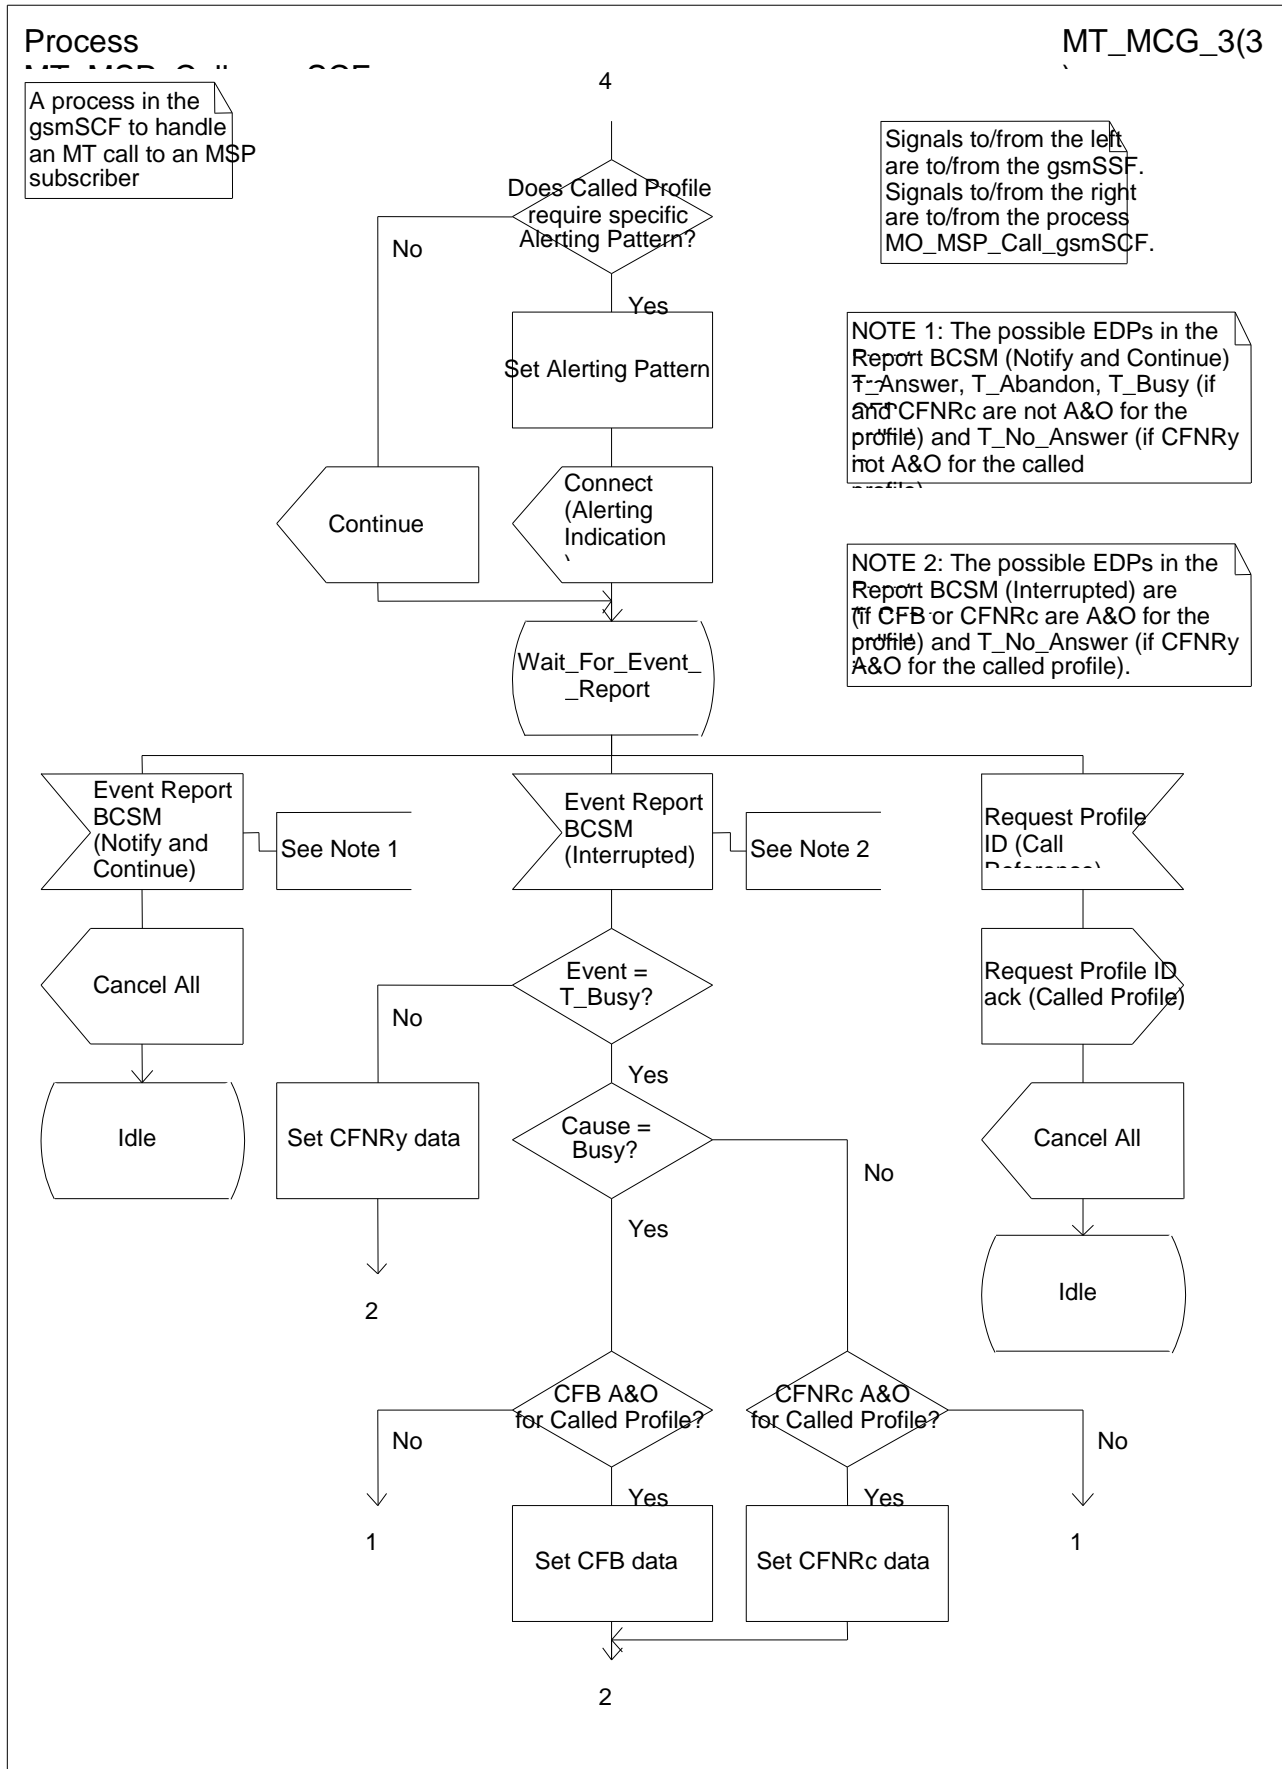 Process
MT_MCG_3(3
4
A process in the
gsmSCF to handle
an MT call to an MSP
subscriber
Signals to/from the left
are to/from the gsmSSF.
Signals to/from the right
are to/from the process
MO_MSP_Call_gsmSCF.
Does Called Profile
require specific
Alerting Pattern?
No
Yes
Set Alerting Pattern
NOTE 1: The possible EDPs in the
Report BCSM (Notify and Continue)
T_Answer, T_Abandon, T_Busy (if
and CFNRc are not A&O for the
profile) and T_No_Answer (if CFNRy
not A&O for the called
Continue
Connect
(Alerting
Indication
NOTE 2: The possible EDPs in the
Report BCSM (Interrupted) are
(if CFB or CFNRc are A&O for the
profile) and T_No_Answer (if CFNRy
A&O for the called profile).
Wait_For_Event_
_Report
Event Report
BCSM
(Notify and
Continue)
See Note 1
Event Report
BCSM
(Interrupted)
See Note 2
Request Profile
ID (Call
Cancel All
Event =
T_Busy?
Request Profile ID
ack (Called Profile)
No
Yes
Idle
Set CFNRy data
Cause =
Busy?
Cancel All
No
Yes
2
Idle
CFB A&O
for Called Profile?
CFNRc A&O
for Called Profile?
No
No
Yes
Yes
1
1
Set CFB data
Set CFNRc data
2